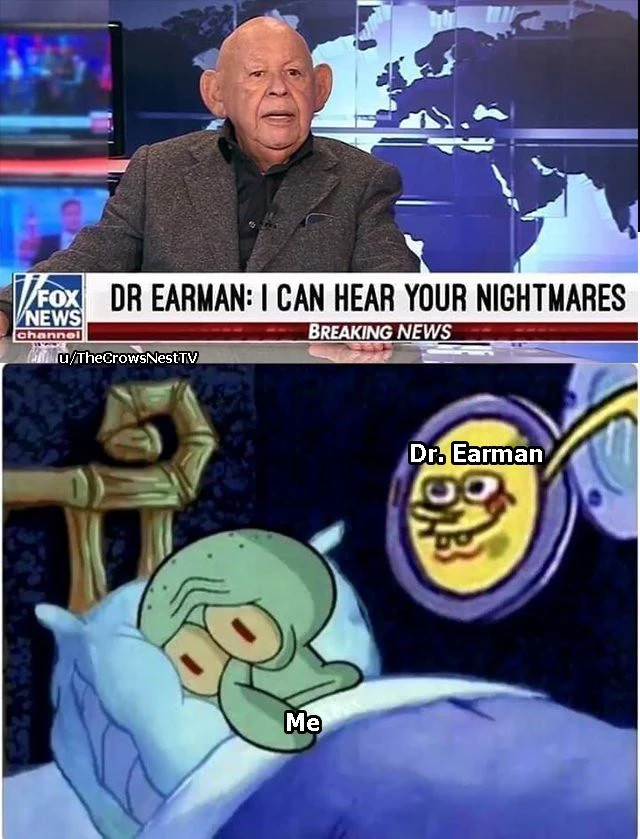 FOX
NEWS
channel
DR EARMAN: I CAN HEAR YOUR NIGHTMARES
BREAKING NEWS
u/TheCrowsNestTV
Dr. Earman
Me